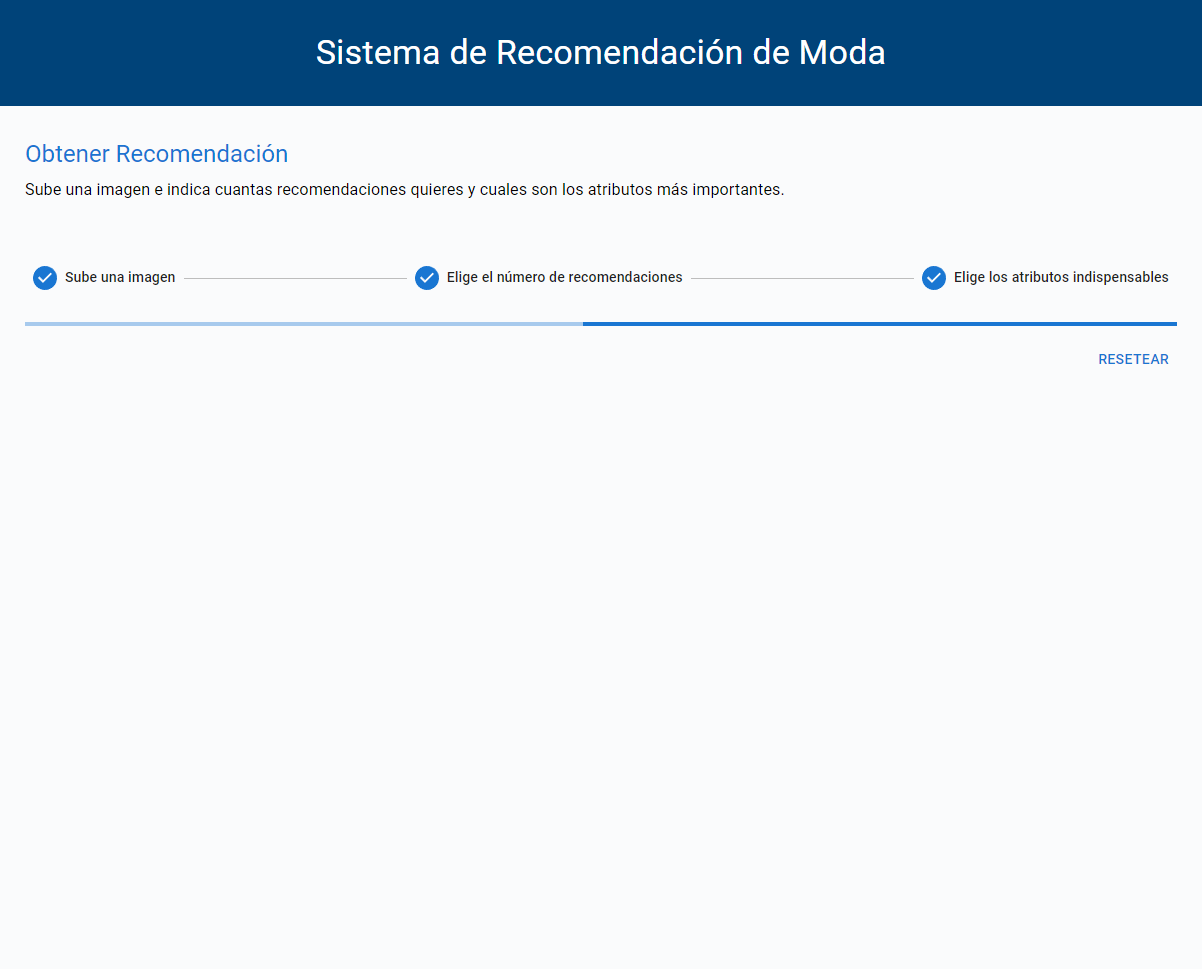 Sistema de Recomendación de Moda
Obtener Recomendación
Sube una imagen e indica cuantas recomendaciones quieres y cuales son los atributos más importantes.
Sube una imagen
Elige el número de recomendaciones
Elige los atributos indispensables
RESETEAR